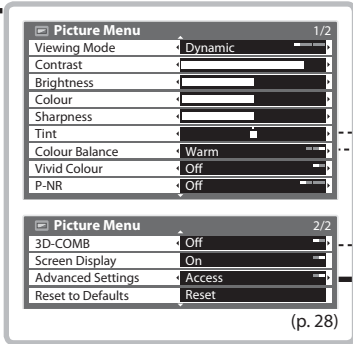 Picture Menu 1/2
Viewing Mode Dynamic
Contrast
Brightness
Colour
Sharpness
Tint
Colour Balance Warm
Vivid Colour Off
P-NR Off
Picture Menu 2/2
3D-COMB Off
Screen Display On
Advanced Settings Access
Reset to Defaults Reset
(p. 28)